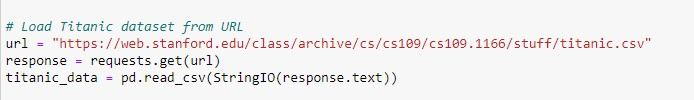 # Load Titanic dataset from URL
url = "https://web.stanford.edu/class/archive/cs/cs109/cs109.1166/stuff/titanic.csv"
response = requests.get(url)
titanic_data = pd.read_csv(StringIO(response.text))